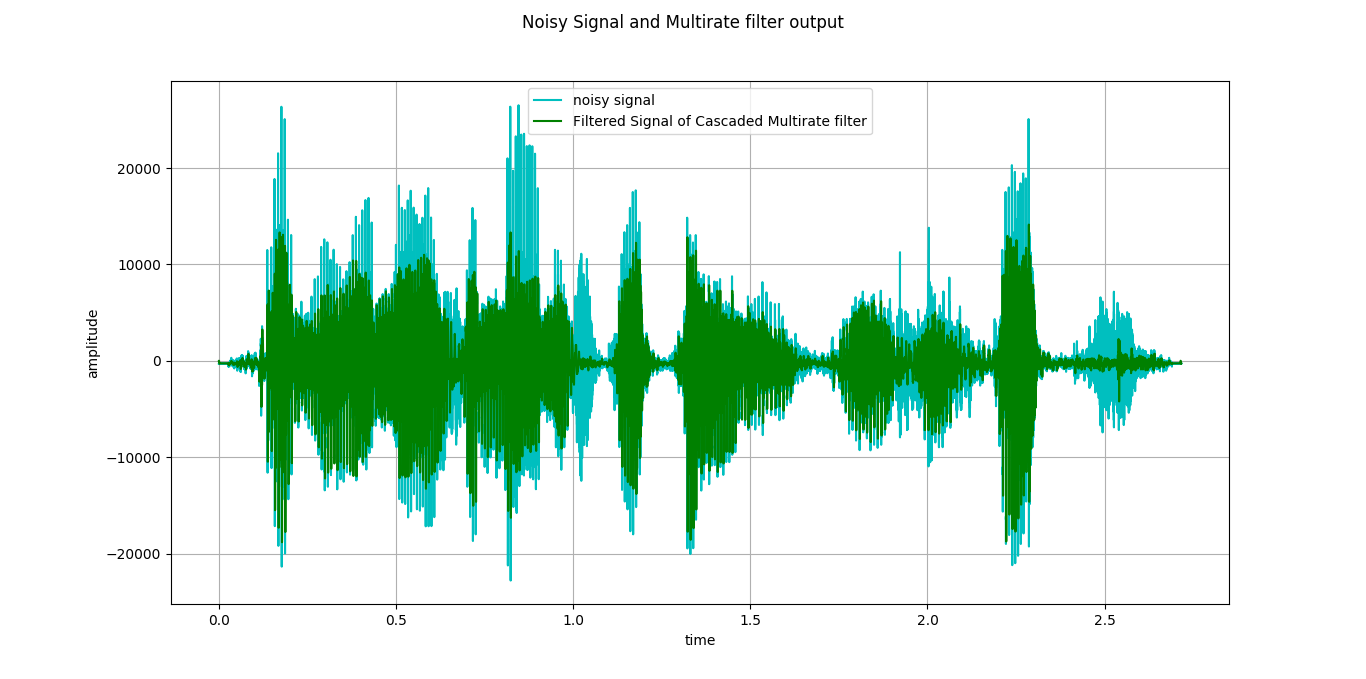 Noisy Signal and Multirate filter output
noisy signal
Filtered Signal of Cascaded Multirate filter
20000
10000
0
−10000
−20000
amplitude
0.0 0.5 1.0 1.5 2.0 2.5
time